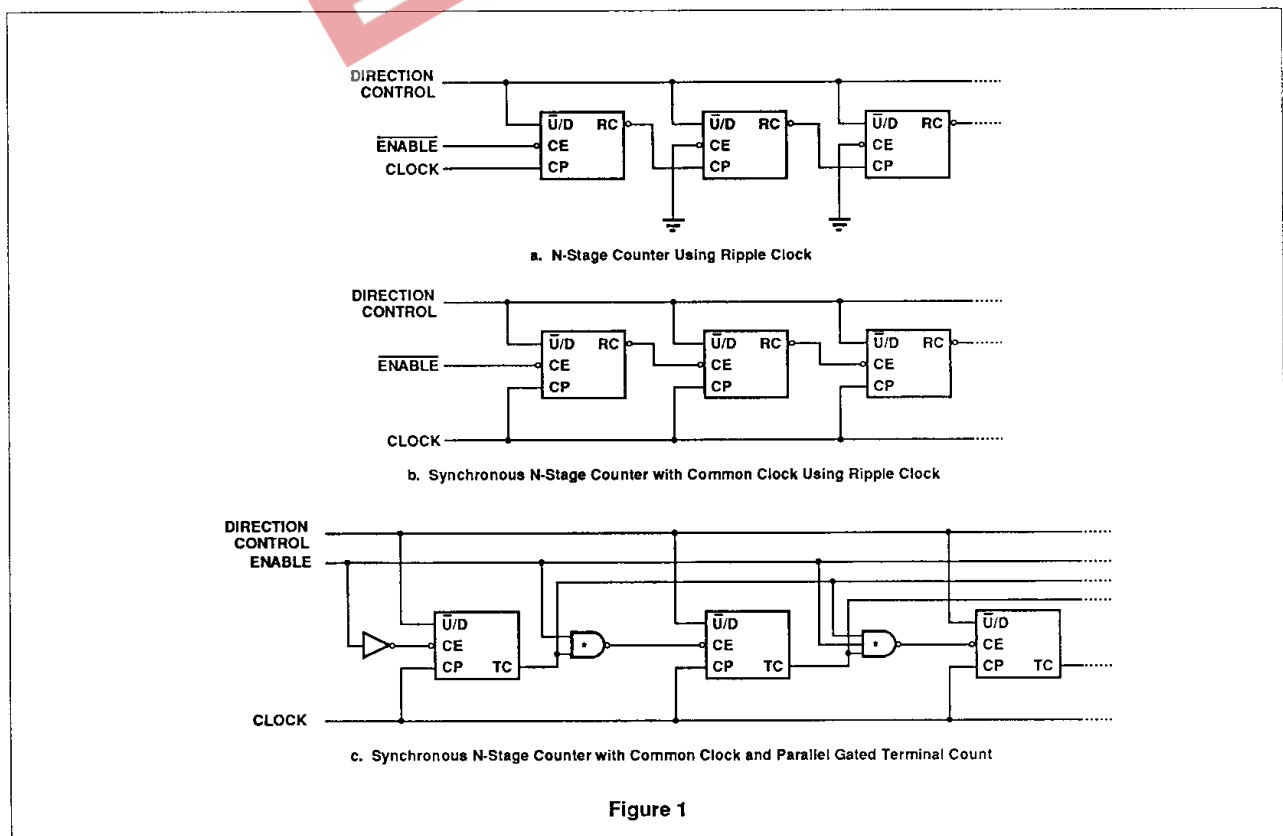 DIRECTION
CONTROL
U̅/D RC
CE
CP
U̅/D RC
CE
CP
U̅/D RC
CE
CP
E̅N̅A̅B̅L̅E̅
CLOCK
a. N-Stage Counter Using Ripple Clock
DIRECTION
CONTROL
U̅/D RC
CE
CP
U̅/D RC
CE
CP
U̅/D RC
CE
CP
E̅N̅A̅B̅L̅E̅
CLOCK
b. Synchronous N-Stage Counter with Common Clock Using Ripple Clock
DIRECTION
CONTROL
ENABLE
U̅/D
CE
CP TC
*
U̅/D
CE
CP TC
*
U̅/D
CE
CP TC
CLOCK
c. Synchronous N-Stage Counter with Common Clock and Parallel Gated Terminal Count
Figure 1